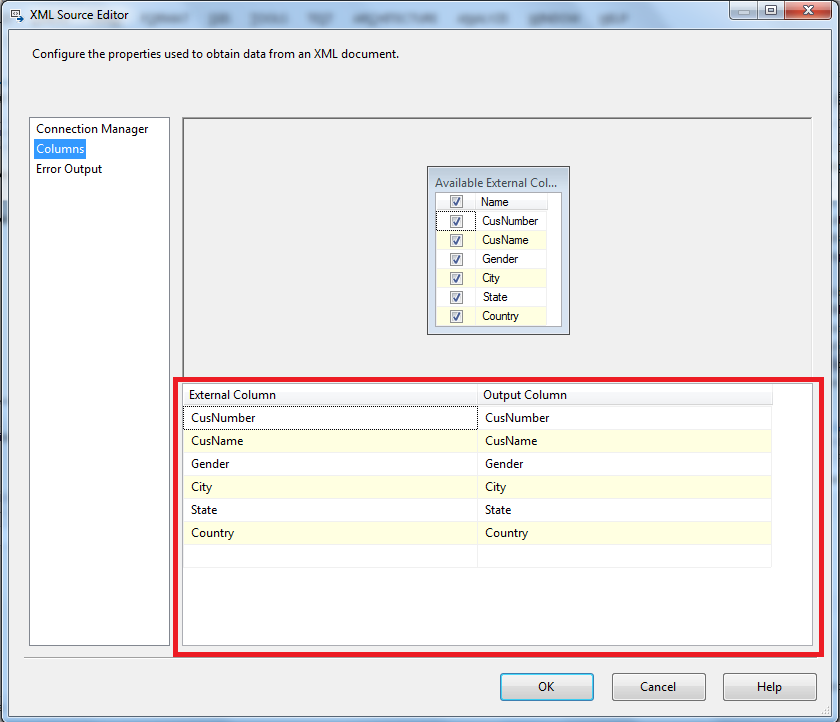 XML Source Editor
Configure the properties used to obtain data from an XML document.
Connection Manager
Columns
Error Output
Available External Col...
Name
CusNumber
CusName
Gender
City
State
Country
External Column Output Column
CusNumber CusNumber
CusName CusName
Gender Gender
City City
State State
Country Country
OK Cancel Help